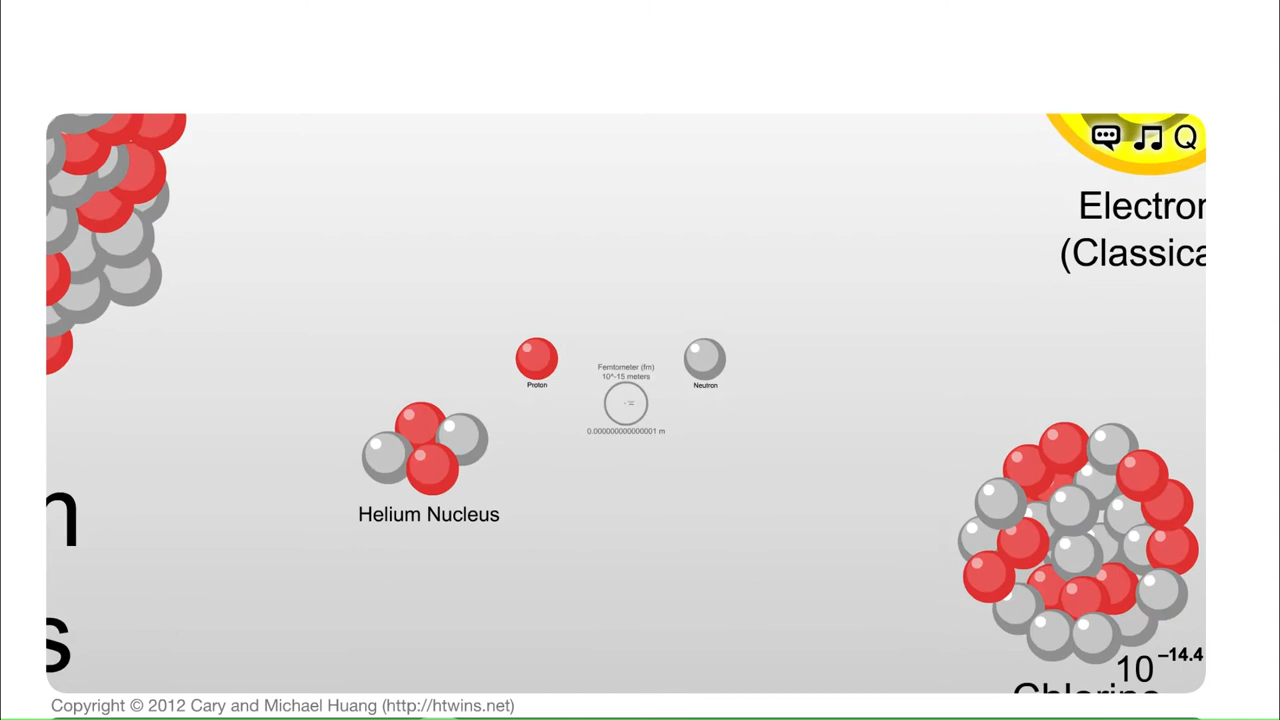 Electron
(Classica
Femtometer (fm)
10^-15 meters
Proton
Neutron
0.000000000000001 m
Helium Nucleus
n
s
10 –14.4
Chlorine
Copyright © 2012 Cary and Michael Huang (http://htwins.net)